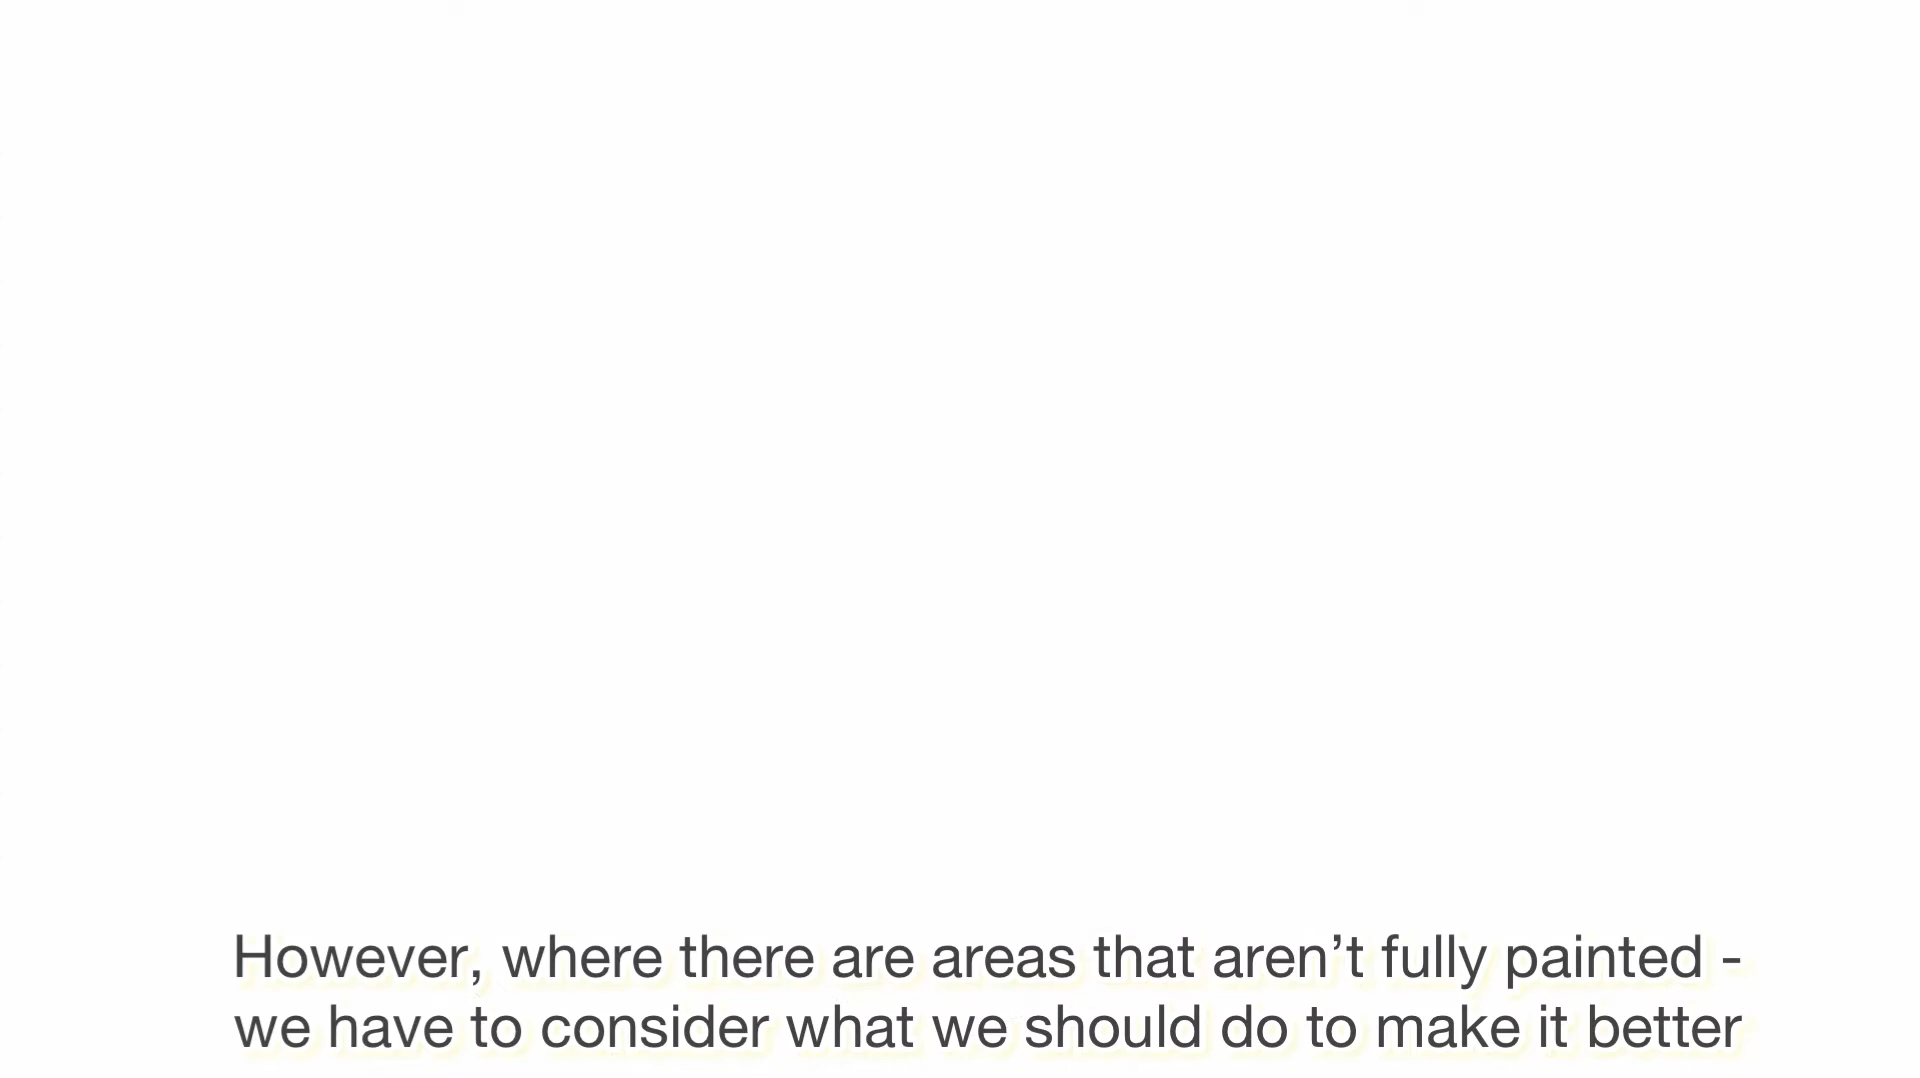 However, where there are areas that aren’t fully painted -
we have to consider what we should do to make it better